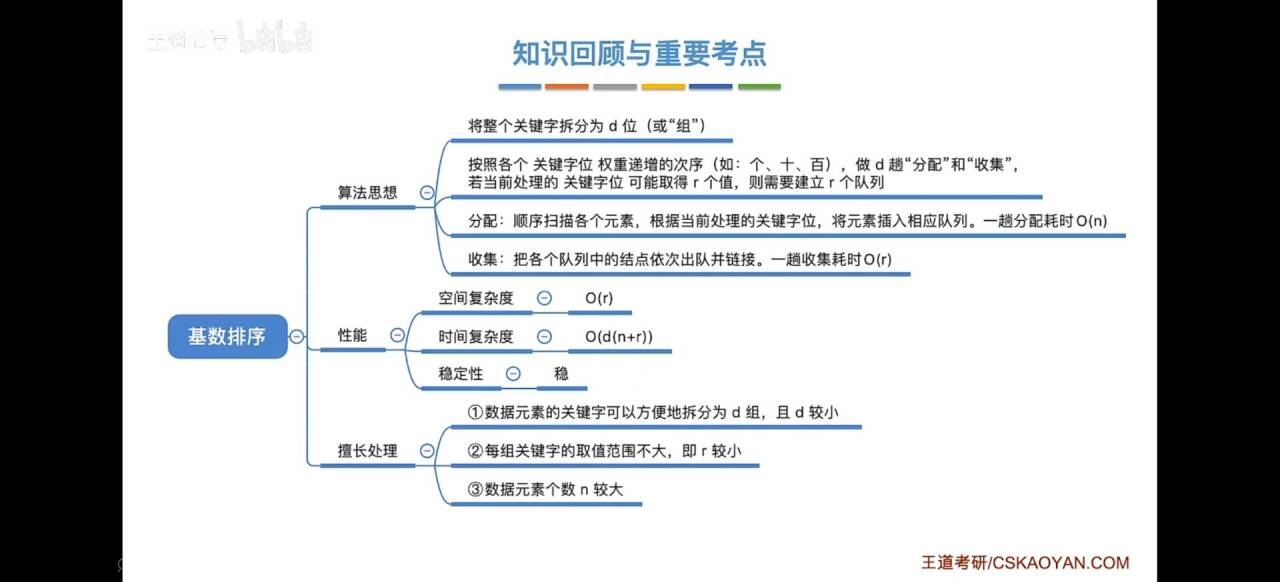 王道论坛 bilibili
知识回顾与重要考点
将整个关键字拆分为 d 位（或“组”）
按照各个 关键字位 权重递增的次序（如：个、十、百），做 d 趟“分配”和“收集”，
若当前处理的 关键字位 可能取得 r 个值，则需要建立 r 个队列
算法思想
分配：顺序扫描各个元素，根据当前处理的关键字位，将元素插入相应队列。一趟分配耗时O(n)
收集：把各个队列中的结点依次出队并链接。一趟收集耗时O(r)
空间复杂度 O(r)
基数排序
性能
时间复杂度 O(d(n+r))
稳定性 稳
①数据元素的关键字可以方便地拆分为 d 组，且 d 较小
擅长处理
②每组关键字的取值范围不大，即 r 较小
③数据元素个数 n 较大
王道考研/CSKAOYAN.COM